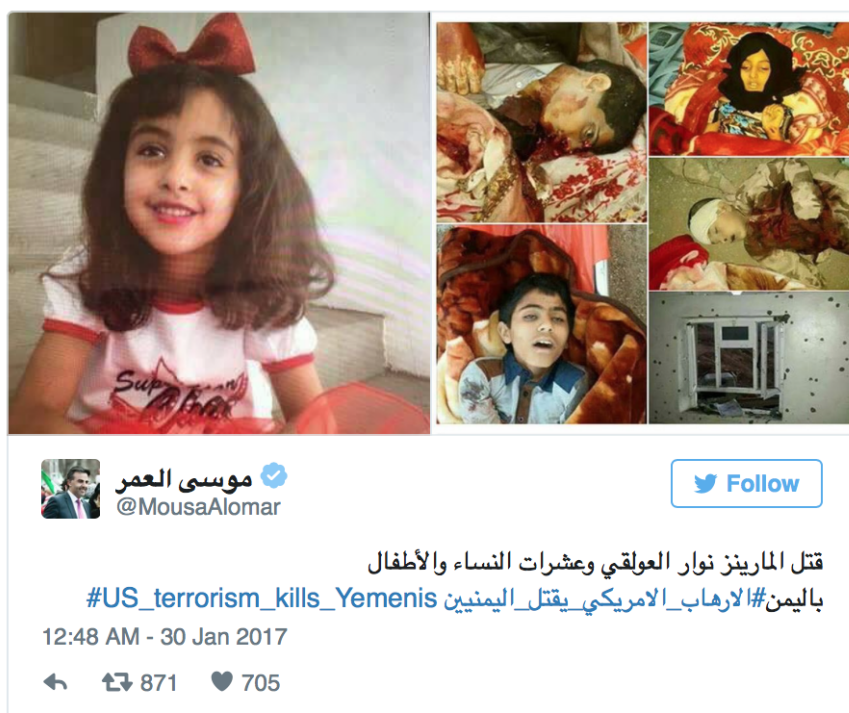 موسى العمر
@MousaAlomar
Follow
قتل المارينز نوار العولقي وعشرات النساء والأطفال
باليمن#الارهاب_الامريكي_يقتل_اليمنيين #US_terrorism_kills_Yemenis
12:48 AM - 30 Jan 2017
871 705